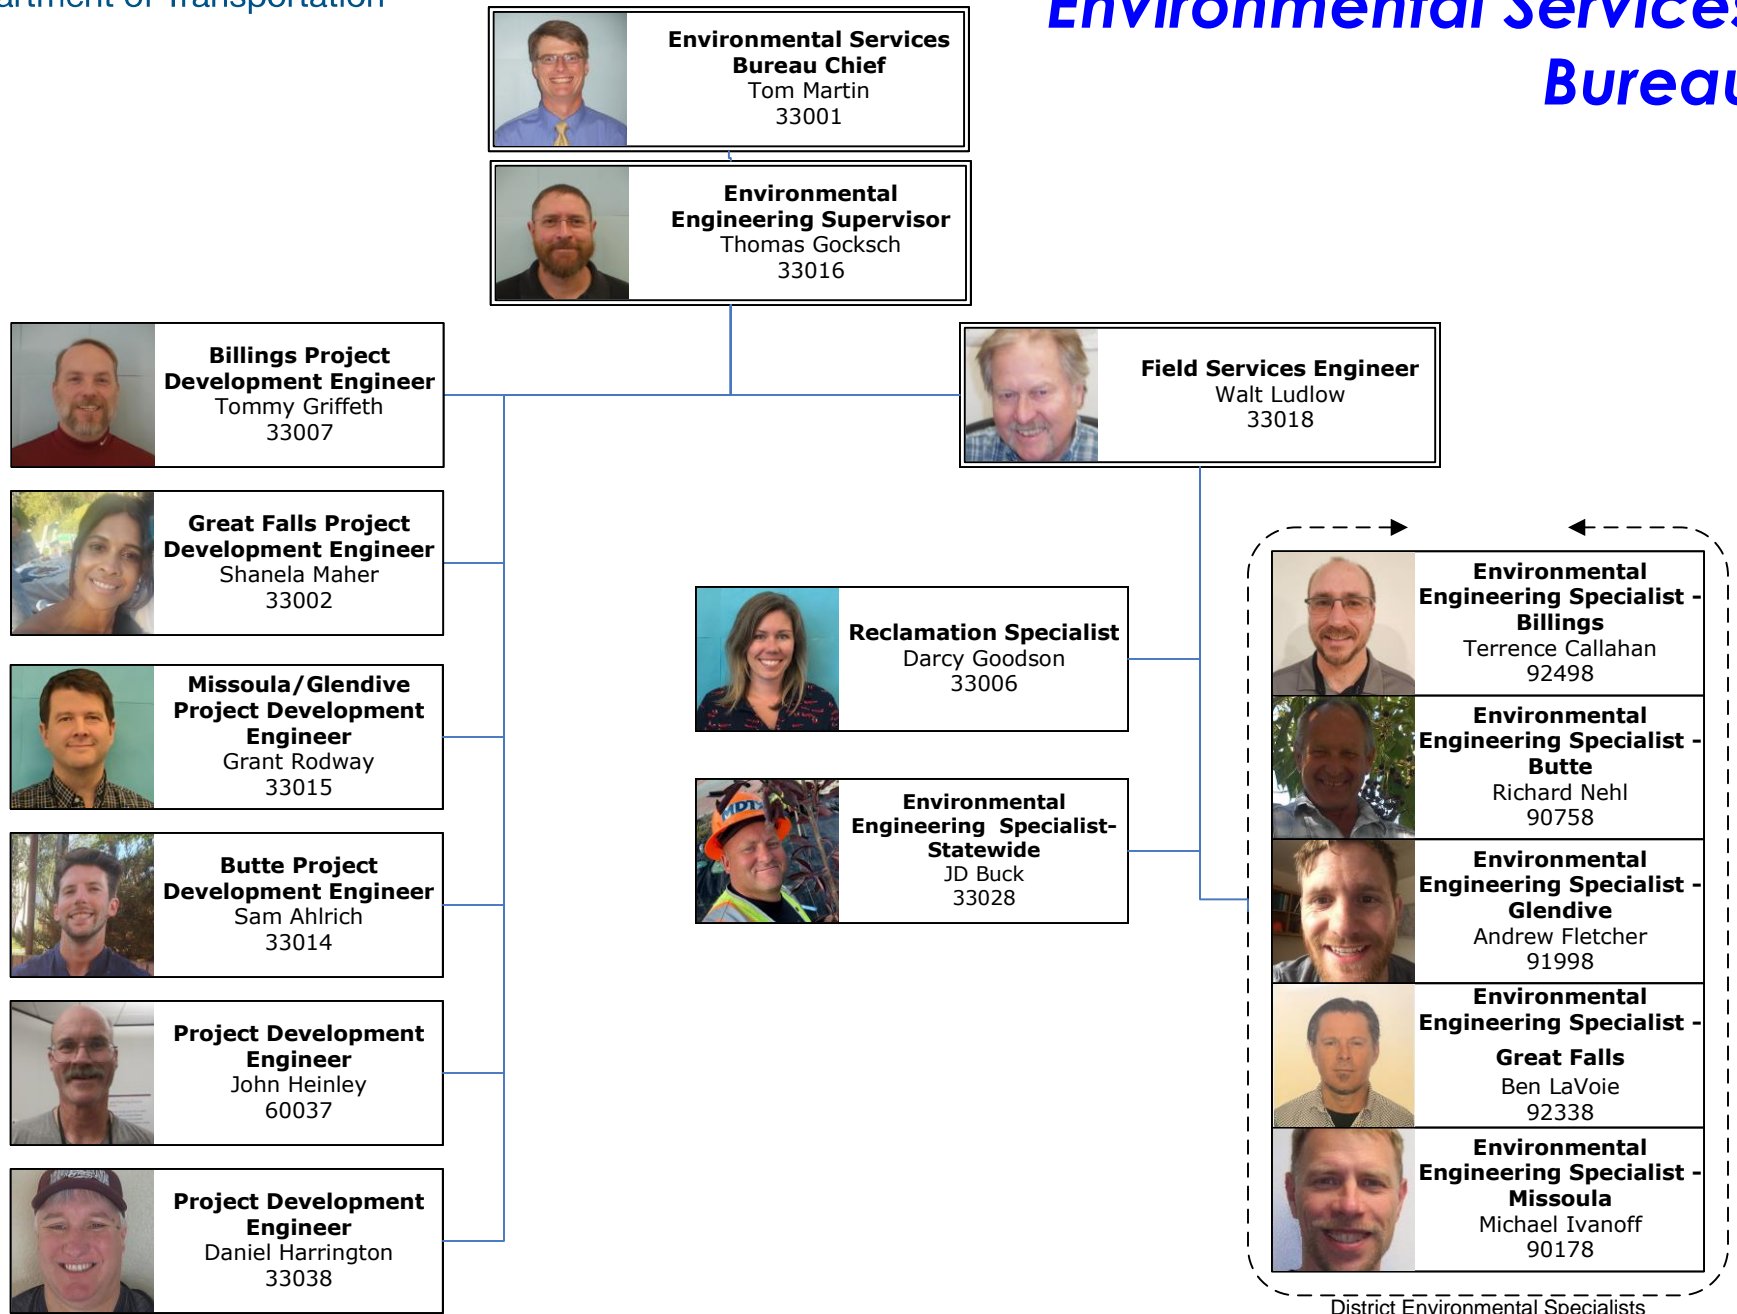 Department of Transportation
Environmental Services
Bureau
Environmental Services
Bureau Chief
Tom Martin
33001
Environmental
Engineering Supervisor
Thomas Gocksch
33016
Billings Project
Development Engineer
Tommy Griffeth
33007
Field Services Engineer
Walt Ludlow
33018
Great Falls Project
Development Engineer
Shanela Maher
33002
Missoula/Glendive
Project Development
Engineer
Grant Rodway
33015
Butte Project
Development Engineer
Sam Ahlrich
33014
Project Development
Engineer
John Heinley
60037
Project Development
Engineer
Daniel Harrington
33038
Reclamation Specialist
Darcy Goodson
33006
MDT
Environmental
Engineering  Specialist-
Statewide
JD Buck
33028
Environmental
Engineering Specialist -
Billings
Terrence Callahan
92498
Environmental
Engineering Specialist -
Butte
Richard Nehl
90758
Environmental
Engineering Specialist -
Glendive
Andrew Fletcher
91998
Environmental
Engineering Specialist -
Great Falls
Ben LaVoie
92338
Environmental
Engineering Specialist -
Missoula
Michael Ivanoff
90178
District Environmental Specialists